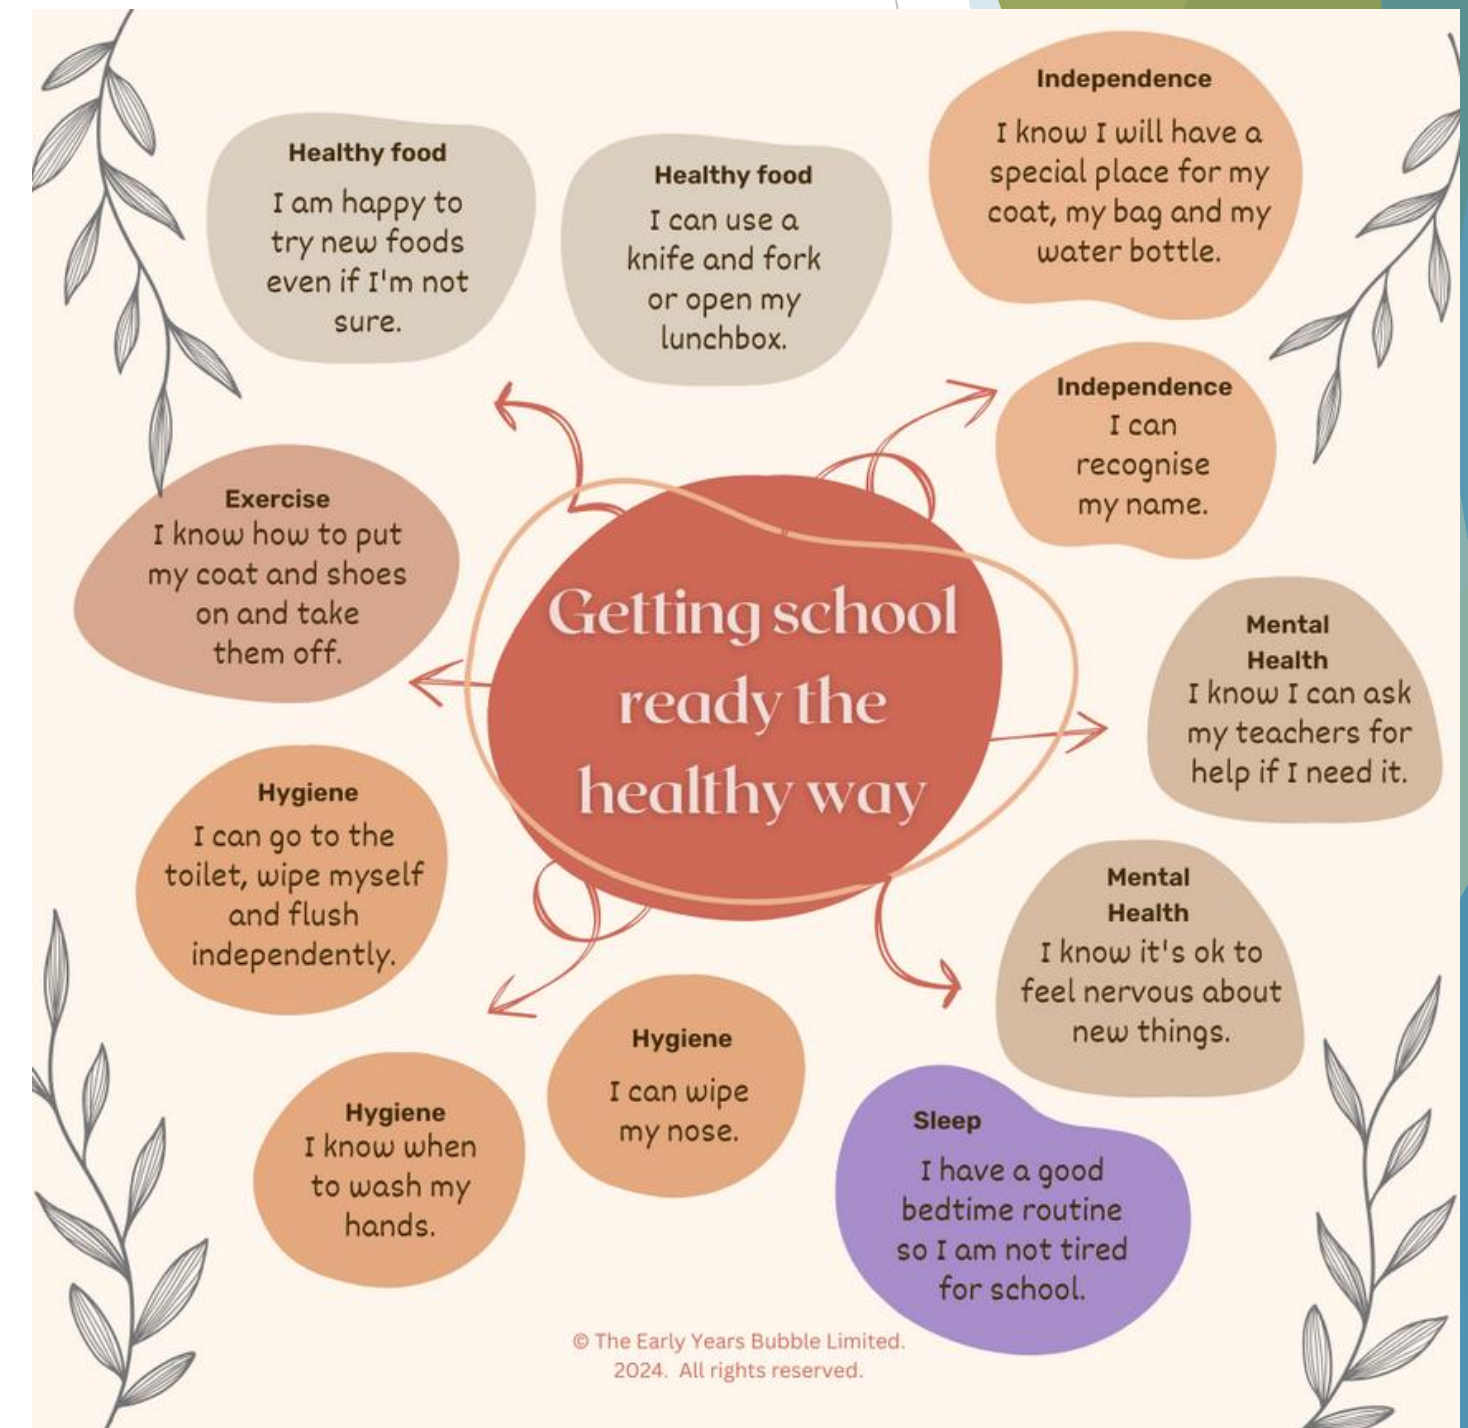 Healthy food
I am happy to
try new foods
even if I'm not
sure.
Healthy food
I can use a
knife and fork
or open my
lunchbox.
Independence
I know I will have a
special place for my
coat, my bag and my
water bottle.
Independence
I can
recognise
my name.
Exercise
I know how to put
my coat and shoes
on and take
them off.
Getting school
ready the
healthy way
Mental
Health
I know I can ask
my teachers for
help if I need it.
Hygiene
I can go to the
toilet, wipe myself
and flush
independently.
Mental
Health
I know it's ok to
feel nervous about
new things.
Hygiene
I can wipe
my nose.
Hygiene
I know when
to wash my
hands.
Sleep
I have a good
bedtime routine
so I am not tired
for school.
© The Early Years Bubble Limited.
2024. All rights reserved.